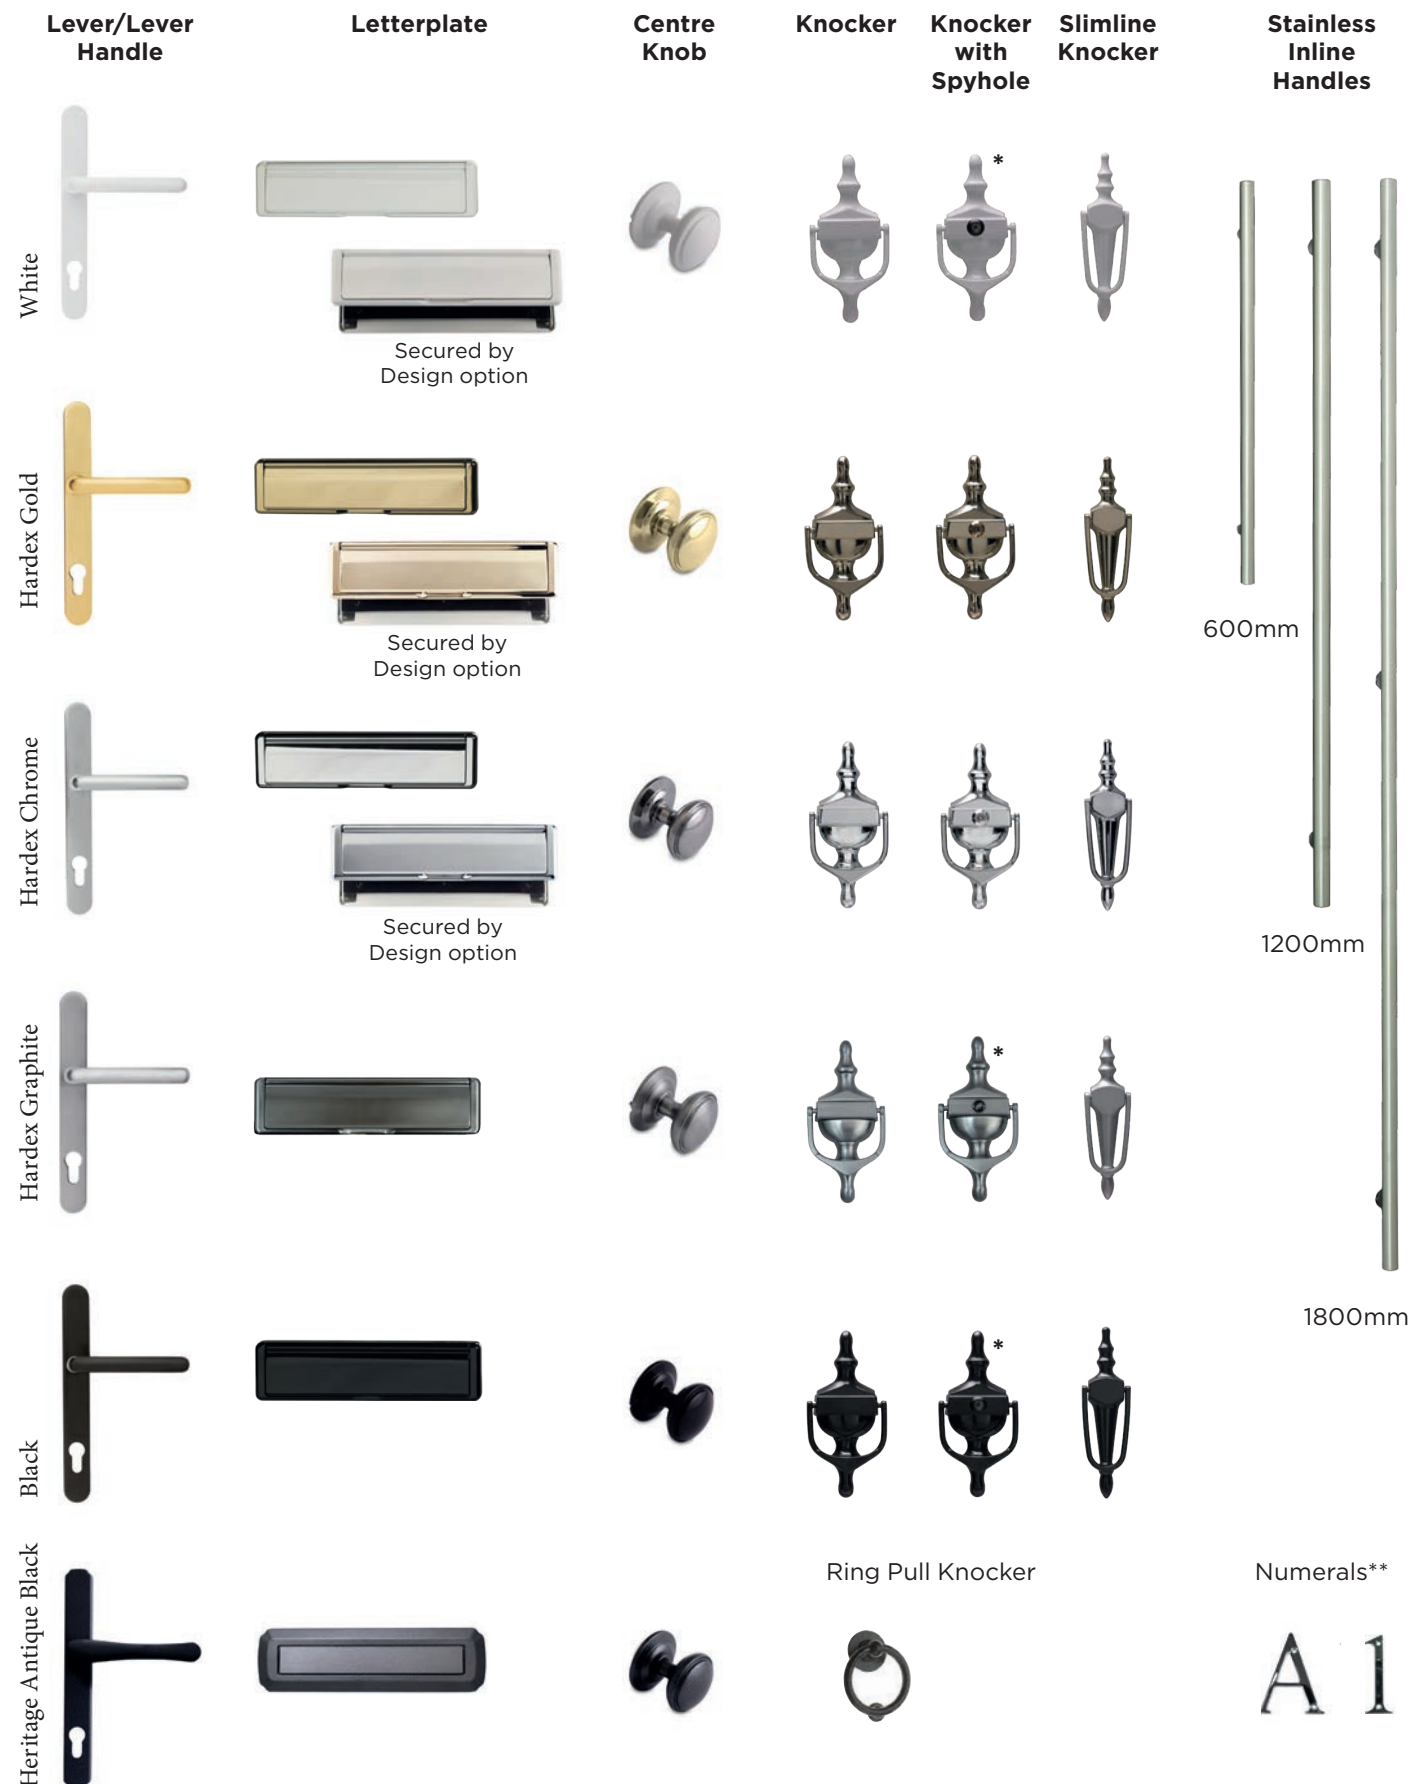 Lever/Lever
Handle
Letterplate
Centre
Knob
Knocker
Knocker
with
Spyhole
Slimline
Knocker
Stainless
Inline
Handles
White
*
Secured by
Design option
Hardex Gold
Secured by
Design option
600mm
Hardex Chrome
Secured by
Design option
1200mm
Hardex Graphite
*
Black
*
1800mm
Heritage Antique Black
Ring Pull Knocker
Numerals**
A 1